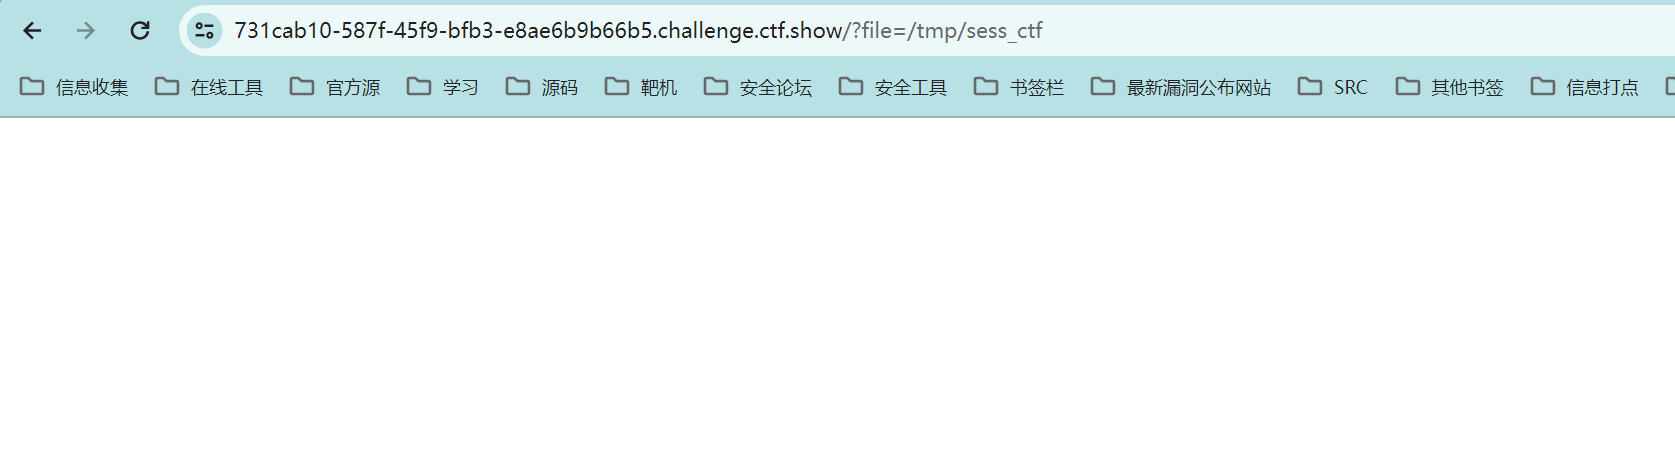 731cab10-587f-45f9-bfb3-e8ae6b9b66b5.challenge.ctf.show/?file=/tmp/sess_ctf
信息收集 在线工具 官方源 学习 源码 靶机 安全论坛 安全工具 书签栏 最新漏洞公布网站 SRC 其他书签 信息打点